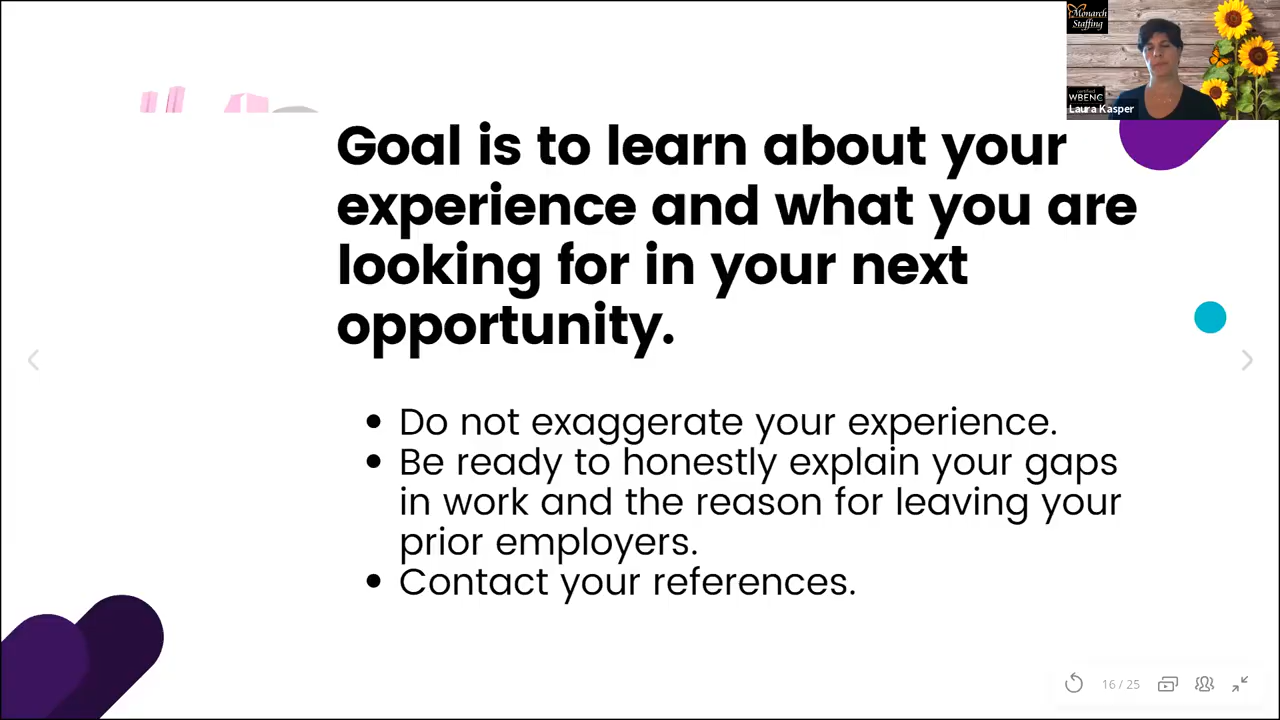 Monarch
Staffing
certified
WBENC
Laura Kasper
Goal is to learn about your
experience and what you are
looking for in your next
opportunity.
• Do not exaggerate your experience.
• Be ready to honestly explain your gaps
in work and the reason for leaving your
prior employers.
• Contact your references.
16 / 25